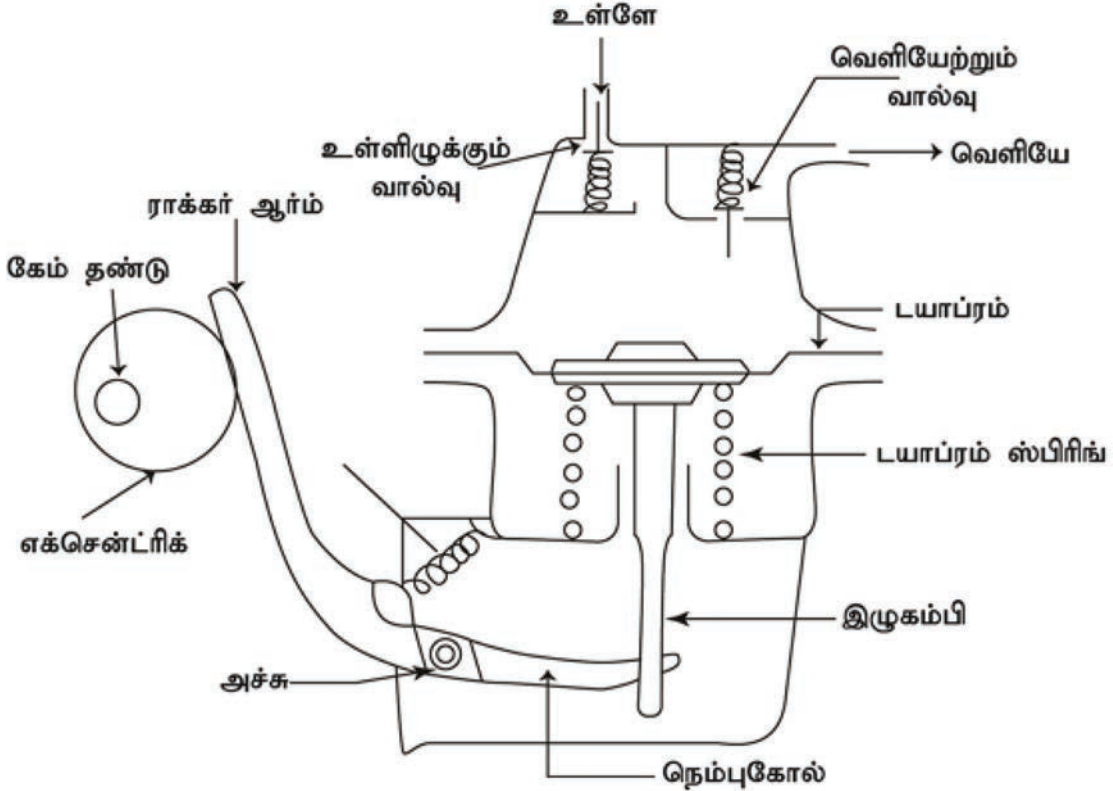 உள்ளே
வெளியேற்றும்
வால்வு
உள்ளிழுக்கும்
வால்வு
வெளியே
ராக்கர் ஆர்ம்
கேம் தண்டு
டயாப்ரம்
டயாப்ரம் ஸ்பிரிங்
எக்சென்ட்ரிக்
இழுகம்பி
அச்சு
நெம்புகோல்